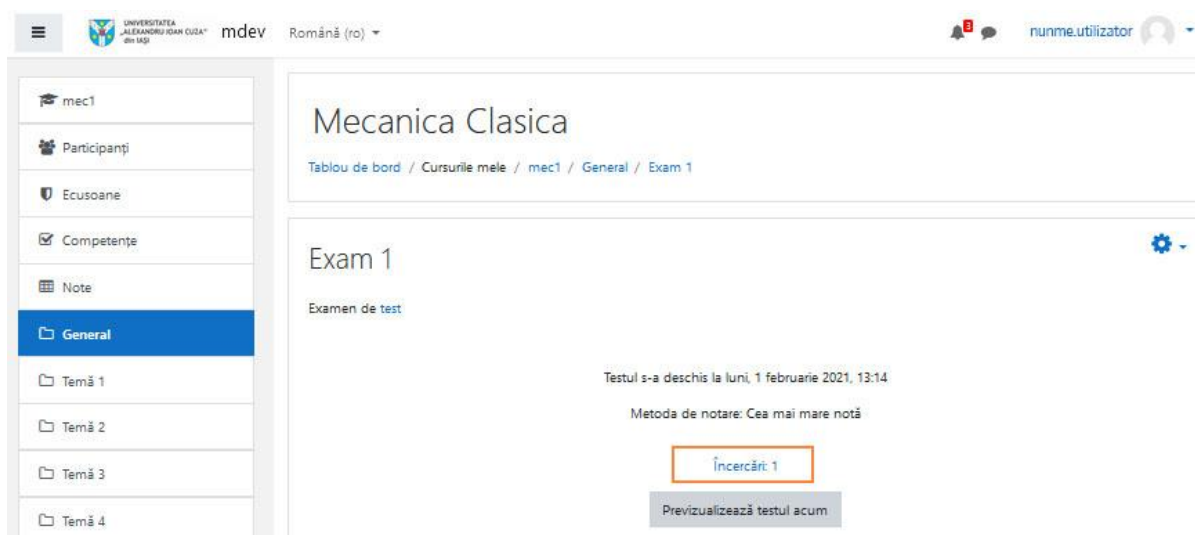 UNIVERSITATEA
„ALEXANDRU IOAN CUZA”
din IAȘI
mdev
Română (ro)
3
nunme.utilizator
mec1
Participanți
Ecusoane
Competențe
Note
General
Temă 1
Temă 2
Temă 3
Temă 4
Mecanica Clasica
Tablou de bord / Cursurile mele / mec1 / General / Exam 1
Exam 1
Examen de test
Testul s-a deschis la luni, 1 februarie 2021, 13:14
Metoda de notare: Cea mai mare notă
Încercări: 1
Previzualizează testul acum